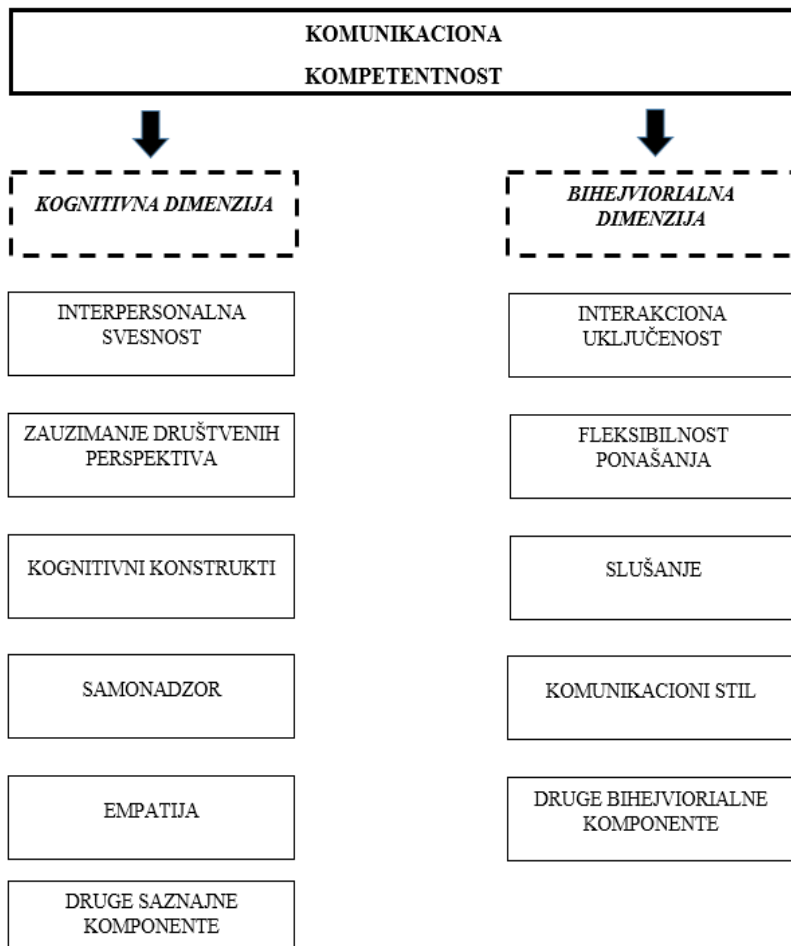 KOMUNIKACIONA
KOMPETENTNOST
KOGNITIVNA DIMENZIJA
INTERPERSONALNA
SVESNOST
ZAUZIMANJE DRUŠTVENIH
PERSPEKTIVA
KOGNITIVNI KONSTRUKTI
SAMONADZOR
EMPATIJA
DRUGE SAZNAJNE
KOMPONENTE
BIHEJVIORIALNA
DIMENZIJA
INTERAKCIONA
UKLJUČENOST
FLEKSIBILNOST
PONAŠANJA
SLUŠANJE
KOMUNIKACIONI STIL
DRUGE BIHEJVIORIALNE
KOMPONENTE